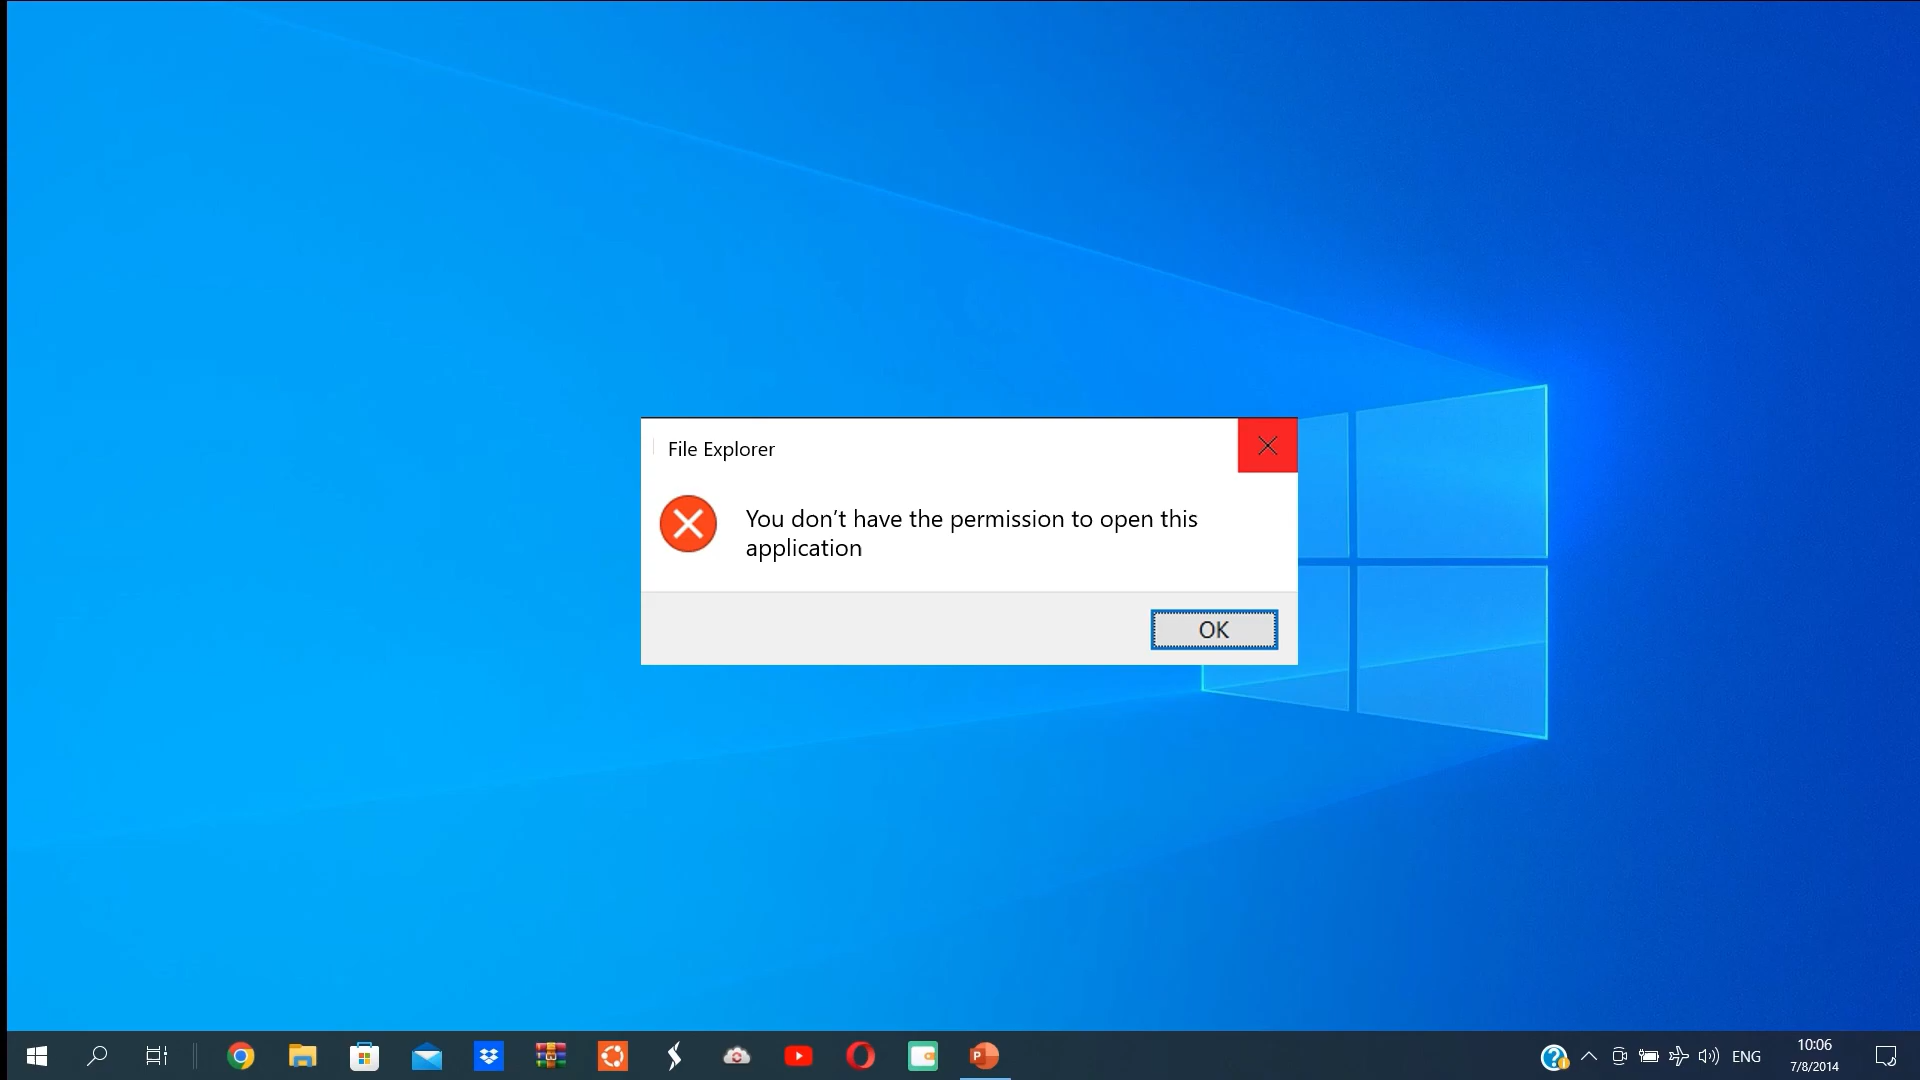 File Explorer
You don’t have the permission to open this
application
OK
ENG
10:06
7/8/2014